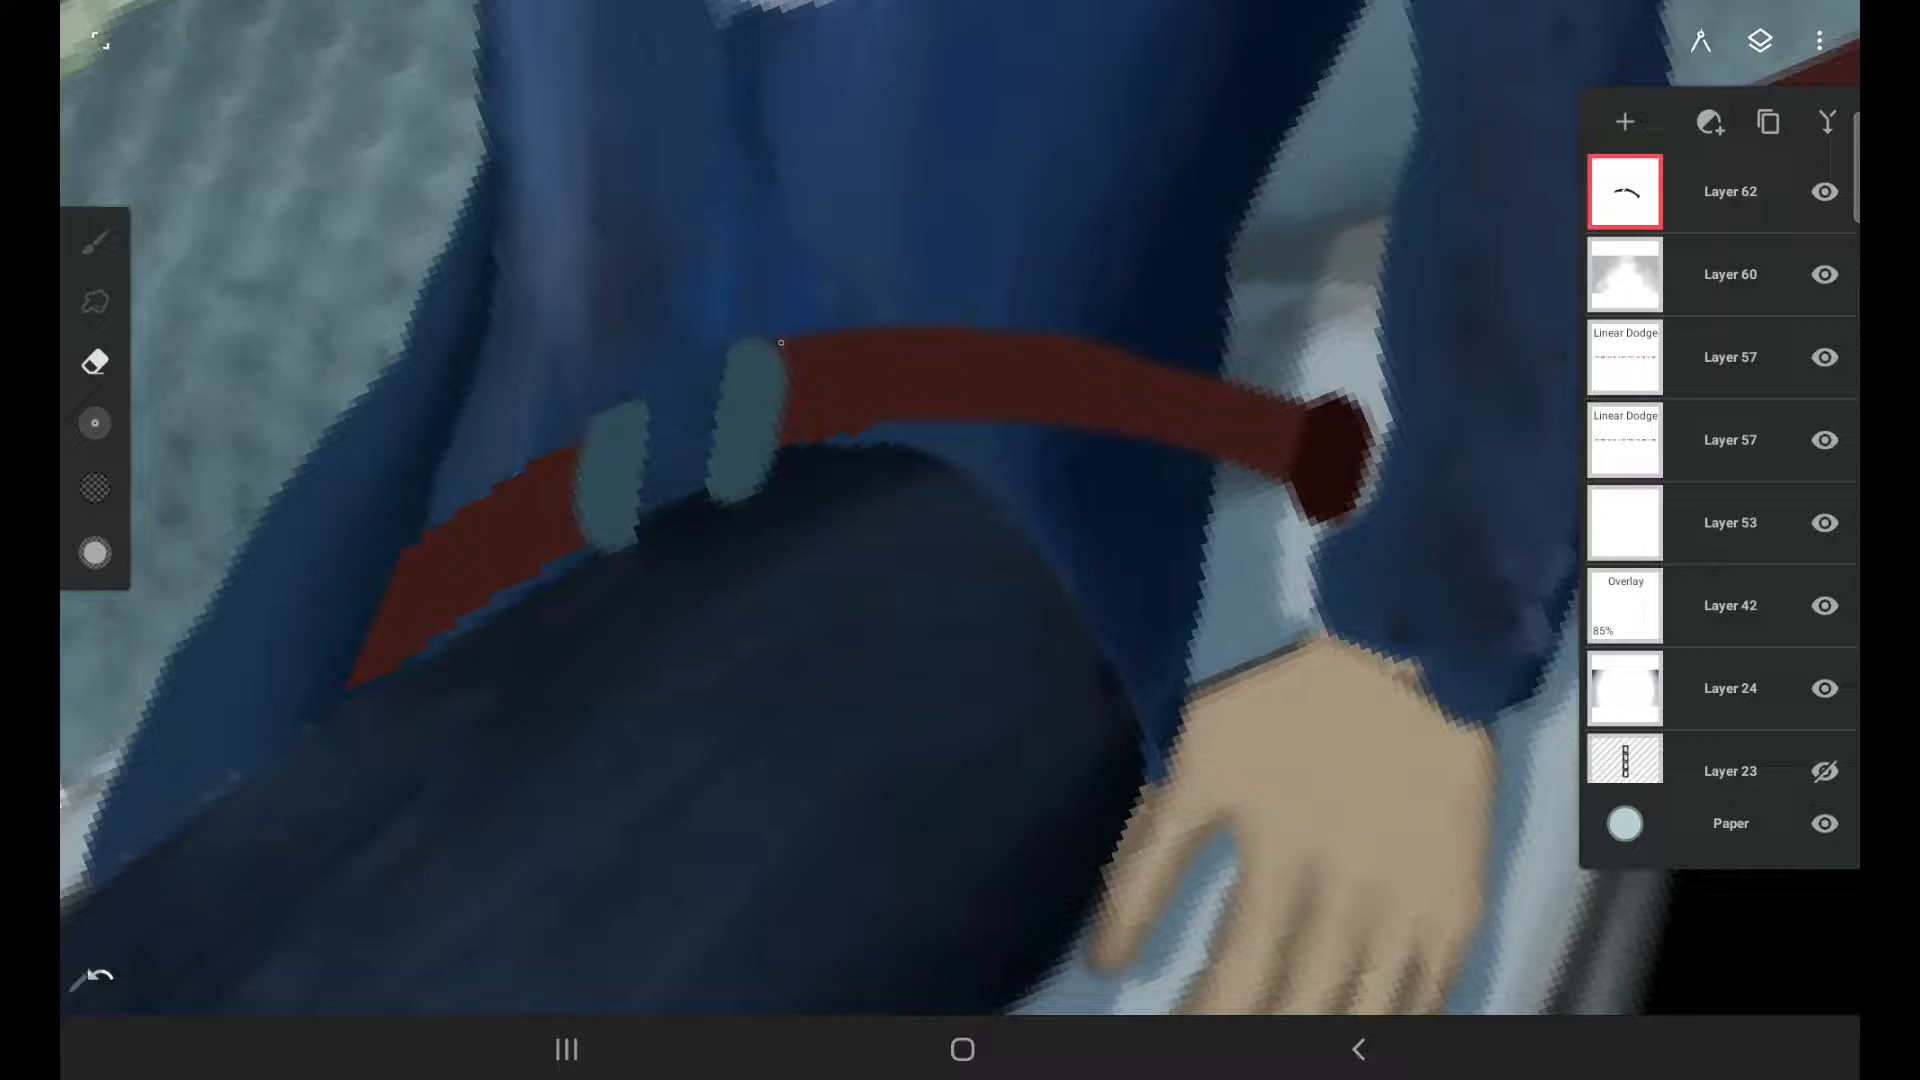 Layer 62
Layer 60
Linear Dodge
Layer 57
Linear Dodge
Layer 57
Layer 53
Overlay
Layer 42
85%
Layer 24
Layer 23
Paper